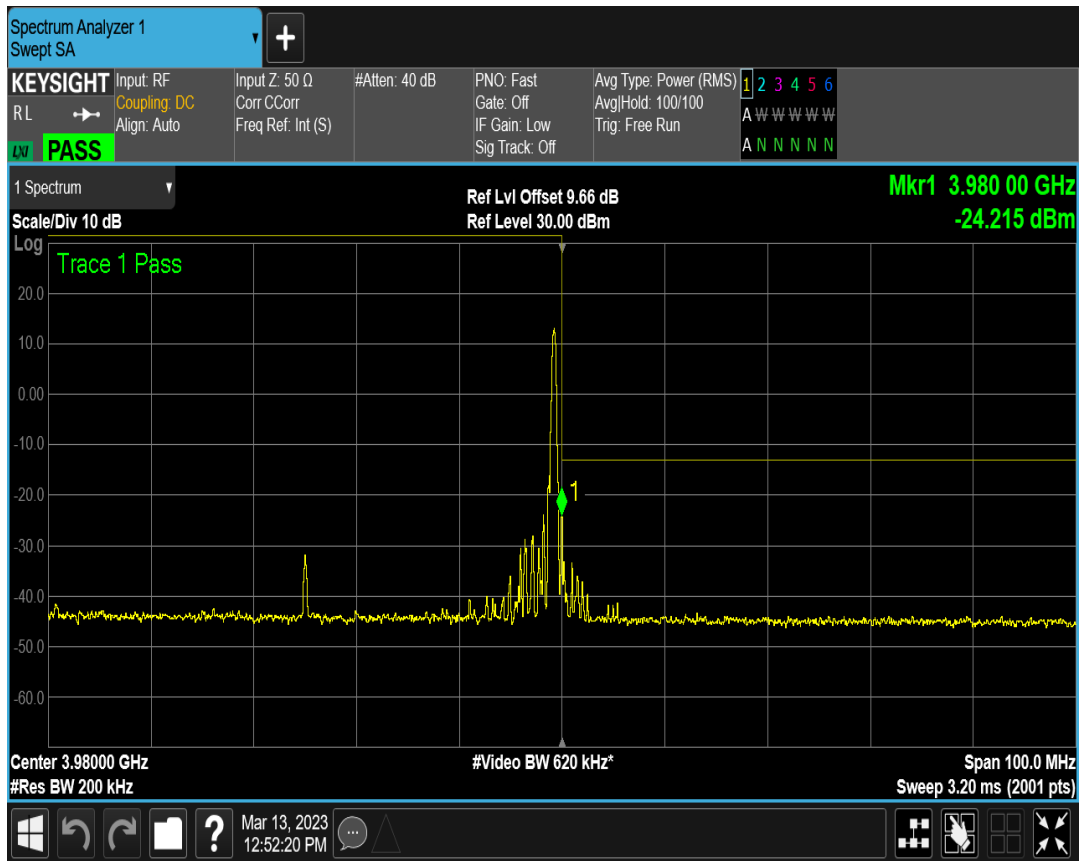 Spectrum Analyzer 1
Swept SA
+
KEYSIGHT
RL
LXI PASS
Input: RF
Coupling: DC
Align: Auto
Input Z: 50 Ω
Corr CCorr
Freq Ref: Int (S)
#Atten: 40 dB
PNO: Fast
Gate: Off
IF Gain: Low
Sig Track: Off
Avg Type: Power (RMS)
Avg|Hold: 100/100
Trig: Free Run
1 2 3 4 5 6
A W W W W W
A N N N N N
1 Spectrum
Scale/Div 10 dB
Ref Lvl Offset 9.66 dB
Ref Level 30.00 dBm
Mkr1 3.980 00 GHz
-24.215 dBm
Log
Trace 1 Pass
20.0
10.0
0.00
-10.0
-20.0
-30.0
-40.0
-50.0
-60.0
1
Center 3.98000 GHz
#Res BW 200 kHz
#Video BW 620 kHz*
Span 100.0 MHz
Sweep 3.20 ms (2001 pts)
?
Mar 13, 2023
12:52:20 PM